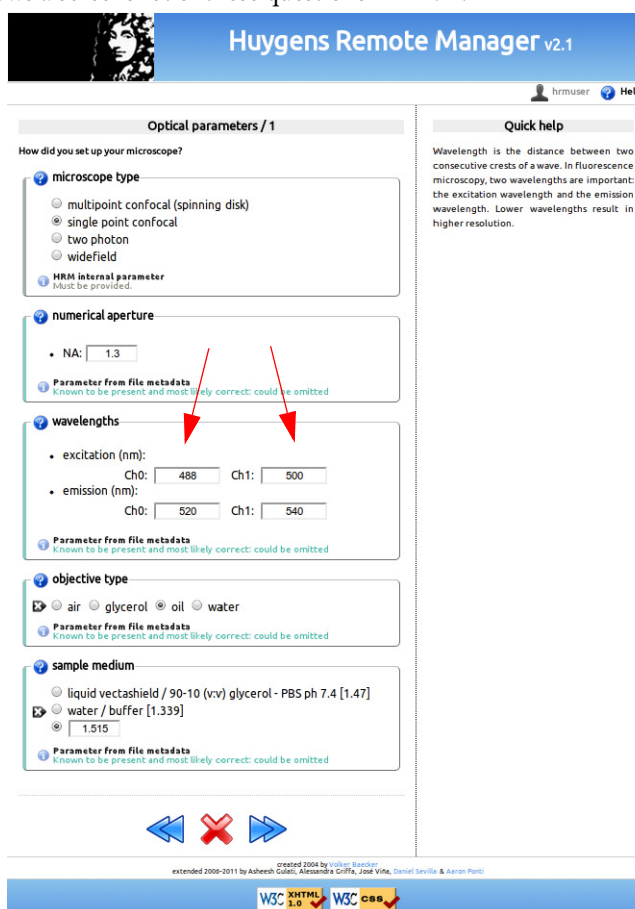 Huygens Remote Manager v2.1
hrmuser Hel
Optical parameters / 1
How did you set up your microscope?
microscope type
multipoint confocal (spinning disk)
single point confocal
two photon
widefield
HRM internal parameter
Must be provided.
numerical aperture
NA: 1.3
Parameter from file metadata
Known to be present and most likely correct: could be omitted
wavelengths
excitation (nm):
Ch0: 488 Ch1: 500
emission (nm):
Ch0: 520 Ch1: 540
Parameter from file metadata
Known to be present and most likely correct: could be omitted
objective type
air glycerol oil water
Parameter from file metadata
Known to be present and most likely correct: could be omitted
sample medium
liquid vectashield / 90-10 (v:v) glycerol - PBS ph 7.4 [1.47]
water / buffer [1.339]
1.515
Parameter from file metadata
Known to be present and most likely correct: could be omitted
Quick help
Wavelength is the distance between two
consecutive crests of a wave. In fluorescence
microscopy, two wavelengths are important:
the excitation wavelength and the emission
wavelength. Lower wavelengths result in
higher resolution.
created 2004 by Volker Baecker
extended 2006-2011 by Asheesh Gulati, Alessandra Griffa, José Viña, Daniel Sevilla & Aaron Ponti
W3C XHTML 1.0 W3C css